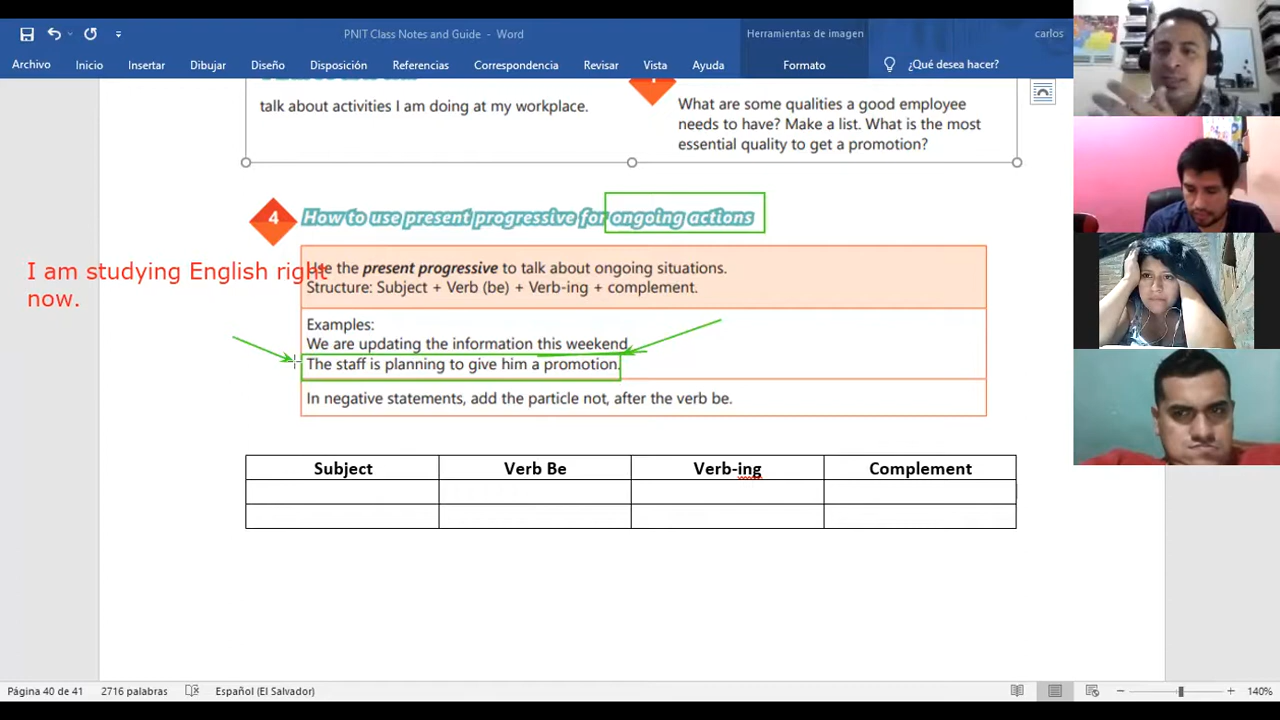 PNIT Class Notes and Guide - Word
Herramientas de imagen
carlos
Archivo Inicio Insertar Dibujar Diseño Disposición Referencias Correspondencia Revisar Vista Ayuda Formato ¿Qué desea hacer?
talk about activities I am doing at my workplace.
What are some qualities a good employee
needs to have? Make a list. What is the most
essential quality to get a promotion?
4 How to use present progressive for ongoing actions
I am studying English right
now.
Use the present progressive to talk about ongoing situations.
Structure: Subject + Verb (be) + Verb-ing + complement.
Examples:
We are updating the information this weekend.
The staff is planning to give him a promotion.
In negative statements, add the particle not, after the verb be.
Subject Verb Be Verb-ing Complement
Página 40 de 41 2716 palabras Español (El Salvador) 140%